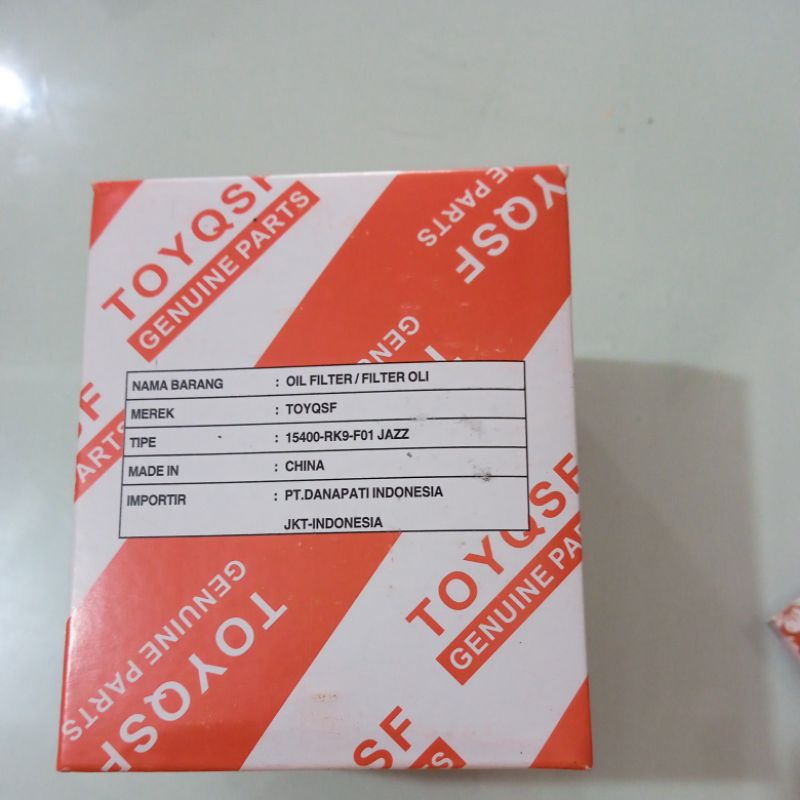 TOYQSF
GENUINE PARTS
TOYQSF
GENUINE PARTS
NAMA BARANG : OIL FILTER / FILTER OLI
MEREK : TOYQSF
TIPE : 15400-RK9-F01 JAZZ
MADE IN : CHINA
IMPORTIR : PT.DANAPATI INDONESIA
JKT-INDONESIA
TOYQSF
GENUINE PARTS
TOYQSF
GENUINE PARTS